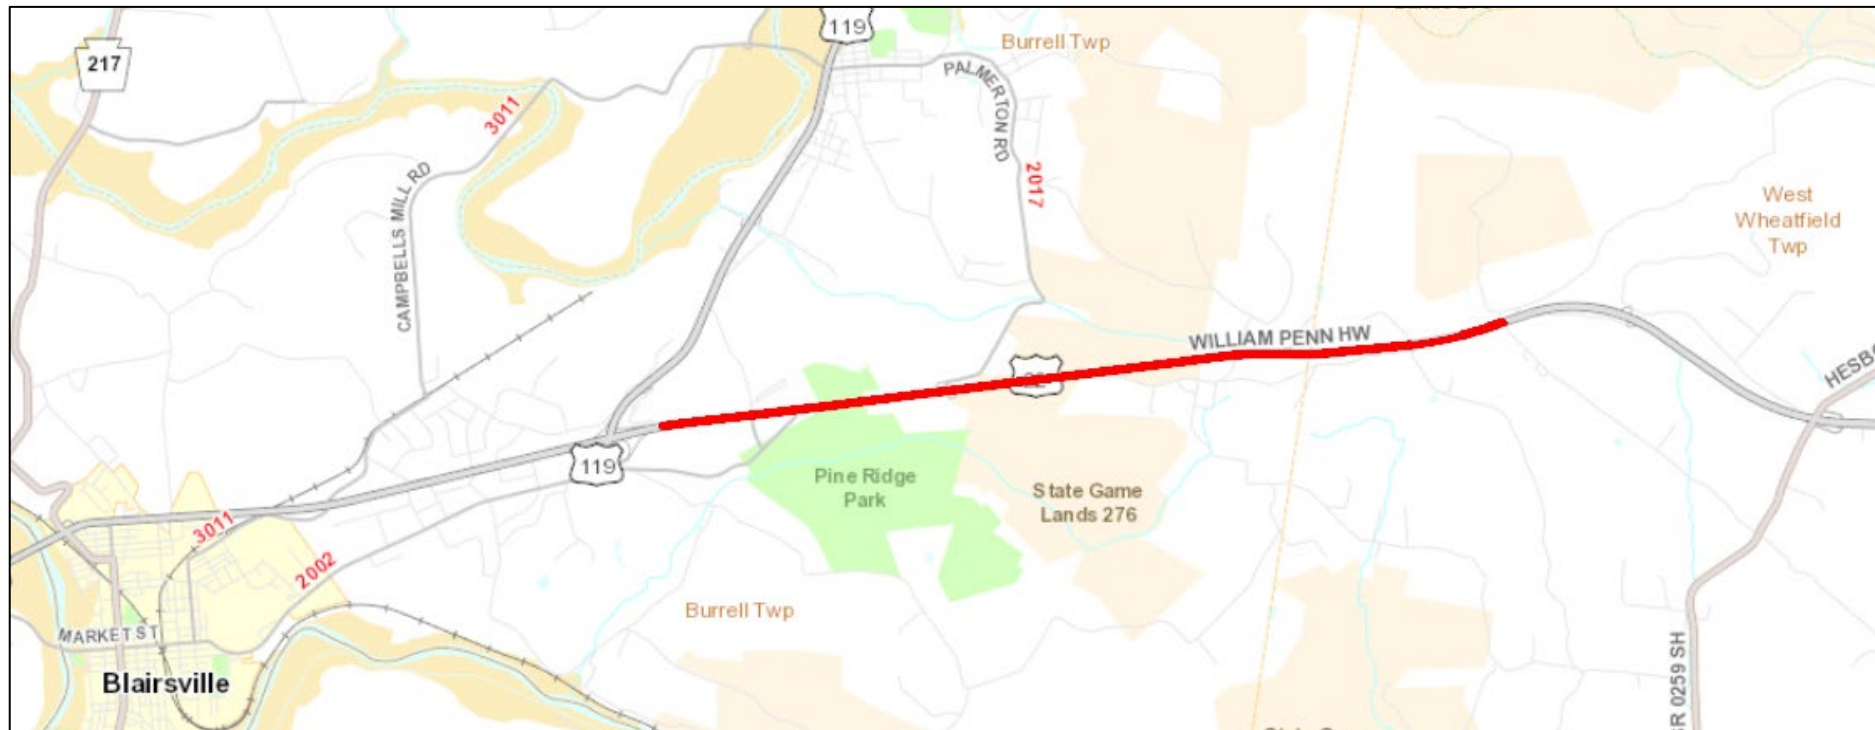 119
Burrell Twp
217
PALMERTON RD
3011
2017
CAMPBELLS MILL RD
West
Wheatfield
Twp
WILLIAM PENN HW
22
HESB
119
Pine Ridge
Park
State Game
Lands 276
3011
2002
Burrell Twp
MARKET ST
Blairsville
SR 0259 SH